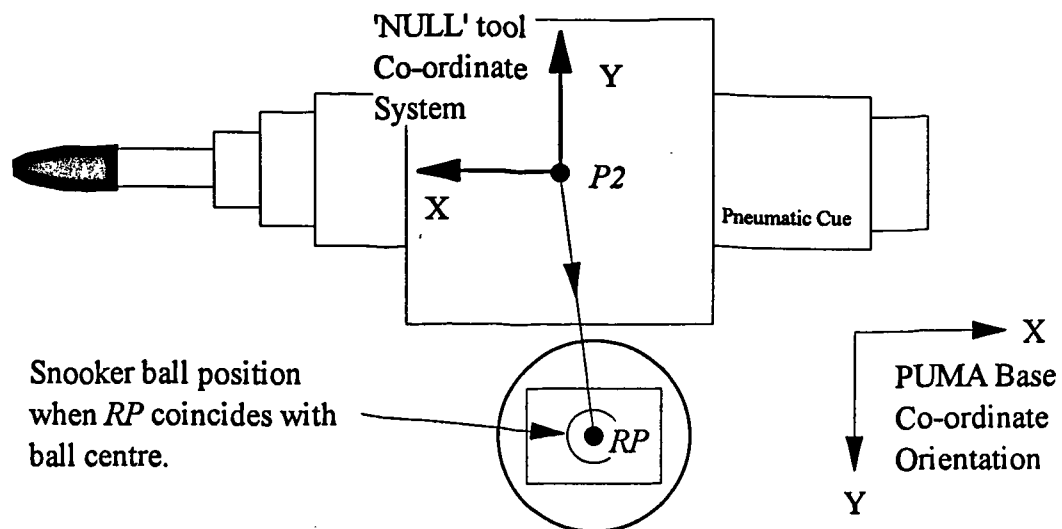 'NULL' tool
Co-ordinate
System
Y
X
P2
Pneumatic Cue
X
PUMA Base
Co-ordinate
Orientation
Y
Snooker ball position
when RP coincides with
ball centre.
RP